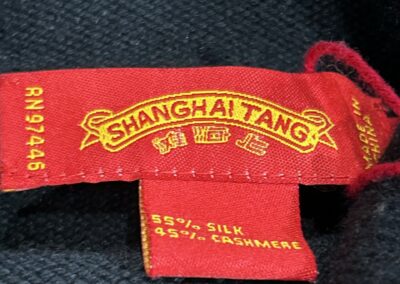 RN97446
SHANGHAI TANG
上海灘
MADE IN
CHINA
55% SILK
45% CASHMERE